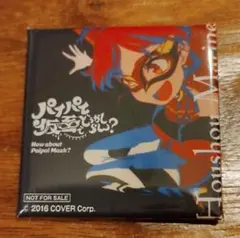 パイパイ
仮面でどうかしらん?
How about
Paipai Mask?
NOT FOR SALE
© 2016 COVER Corp.
Houshou Marine